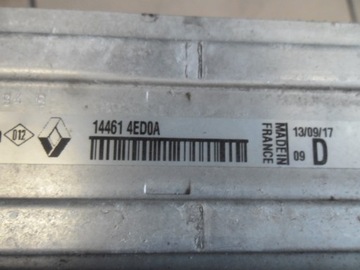 012
14461 4ED0A
MADE IN
FRANCE
13/09/17
09 D